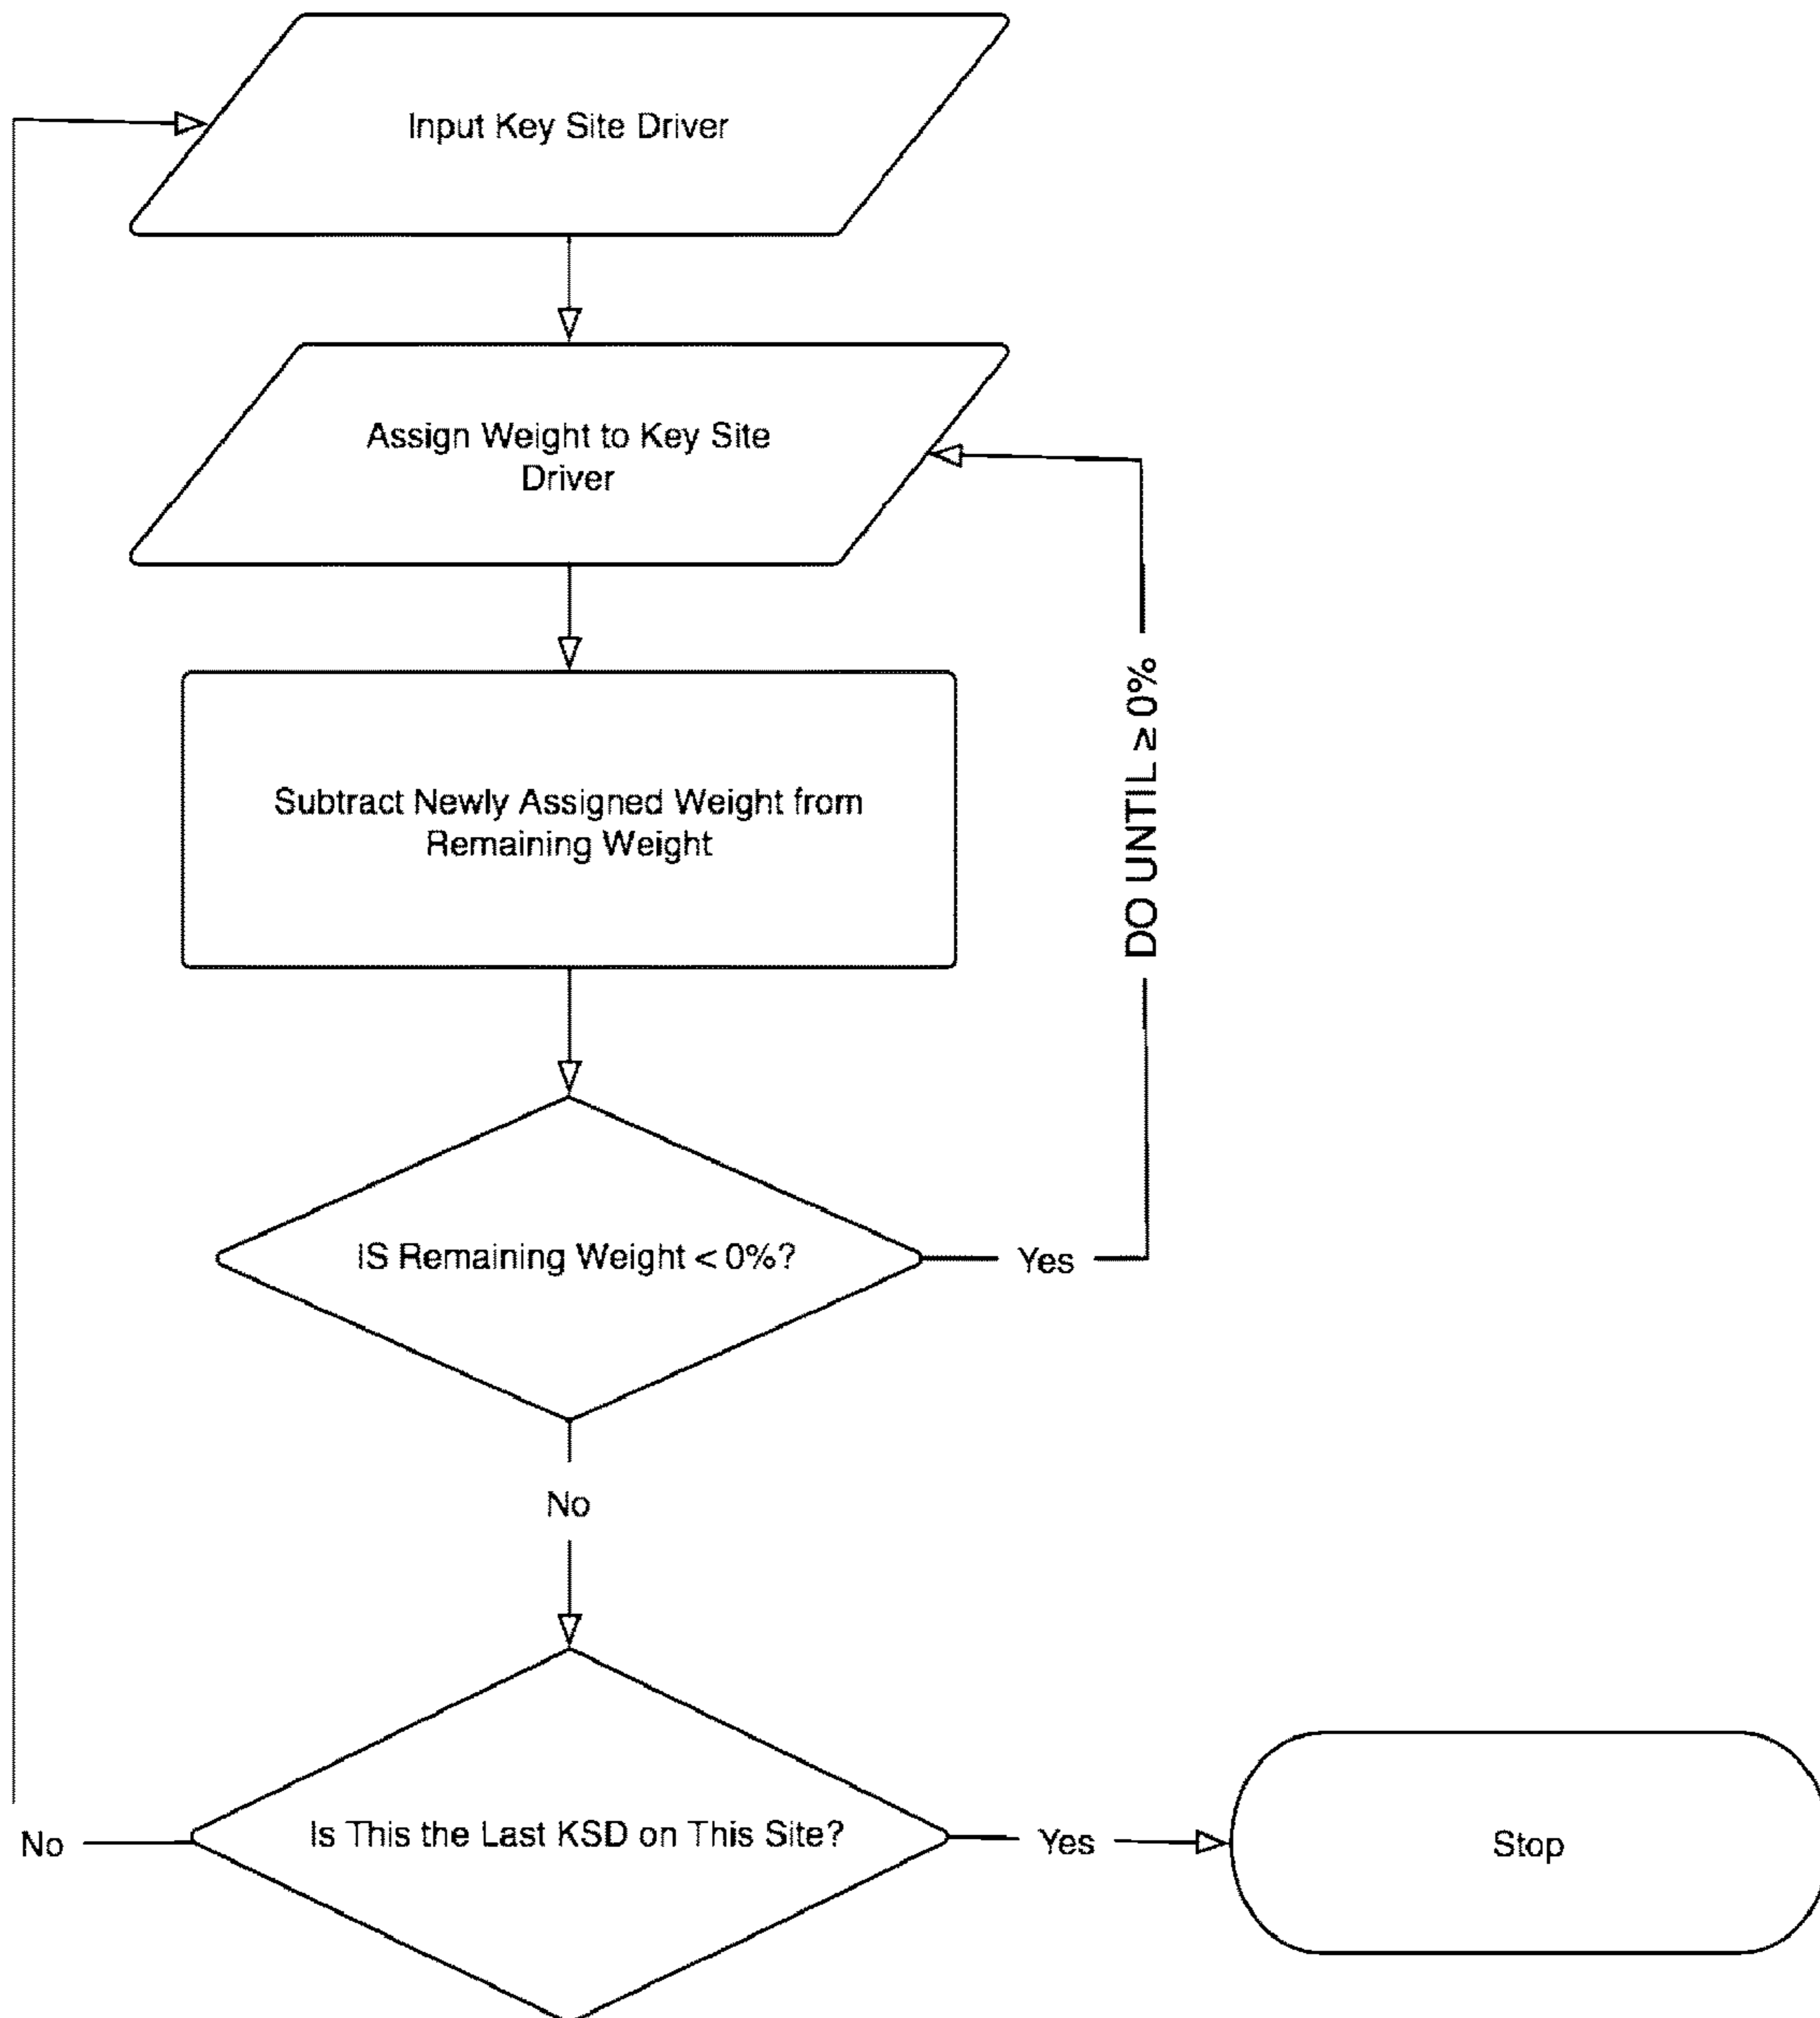 Input Key Site Driver
Assign Weight to Key Site
Driver
Subtract Newly Assigned Weight from
Remaining Weight
DO UNTIL ≥ 0%
IS Remaining Weight < 0%?
Yes
No
Is This the Last KSD on This Site?
No
Yes
Stop